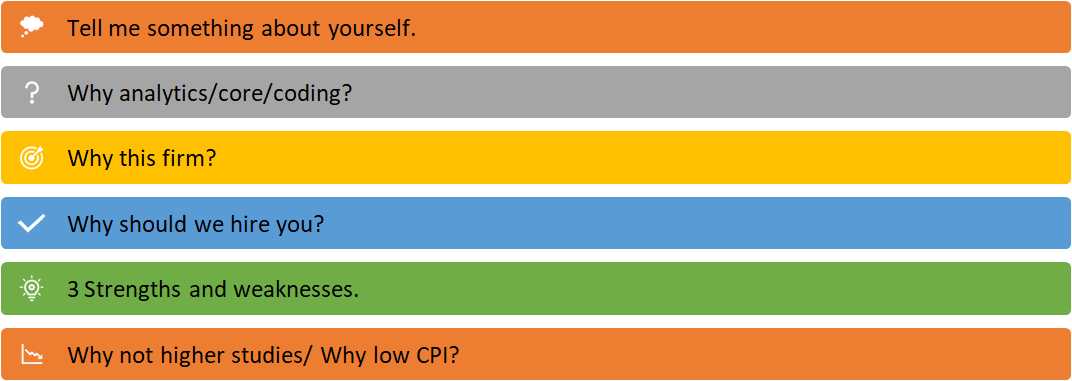 Tell me something about yourself.
Why analytics/core/coding?
Why this firm?
Why should we hire you?
3 Strengths and weaknesses.
Why not higher studies/ Why low CPI?